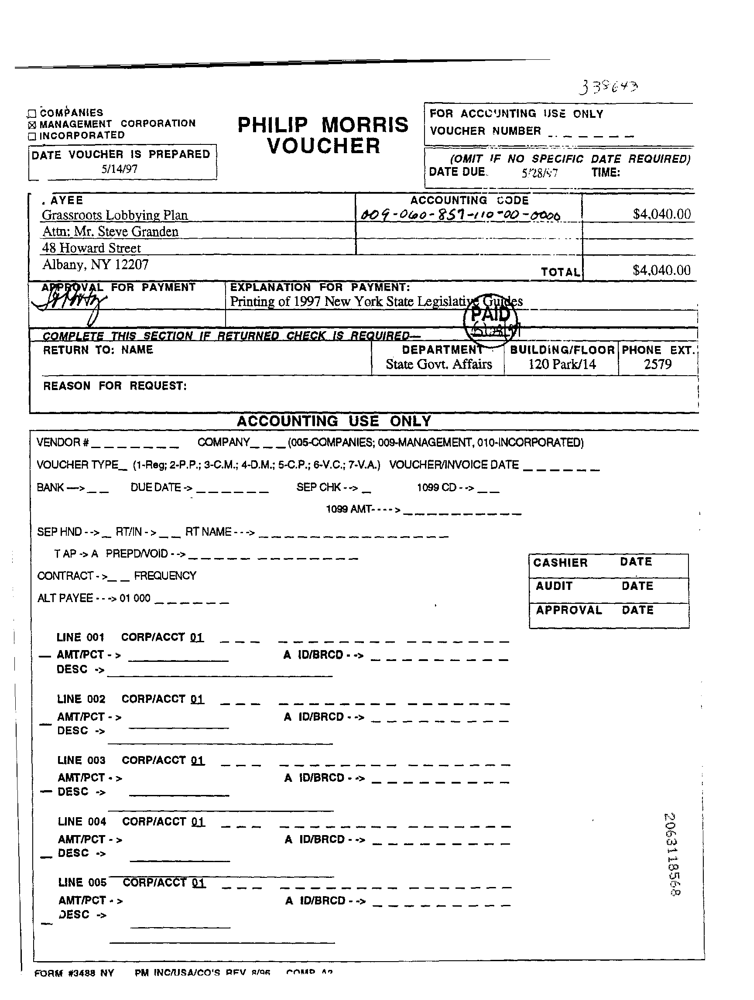 338643
□ COMPANIES
☒ MANAGEMENT CORPORATION
□ INCORPORATED
PHILIP MORRIS
VOUCHER
FOR ACCOUNTING USE ONLY
VOUCHER NUMBER _ _ _ _ _ _
DATE VOUCHER IS PREPARED
5/14/97
(OMIT IF NO SPECIFIC DATE REQUIRED)
DATE DUE: 5/28/97 TIME:
. AYEE ACCOUNTING CODE
Grassroots Lobbying Plan 009-060-857-110-00-0000 $4,040.00
Attn: Mr. Steve Granden
48 Howard Street
Albany, NY 12207 TOTAL $4,040.00
APPROVAL FOR PAYMENT EXPLANATION FOR PAYMENT:
Printing of 1997 New York State Legislative Guides
PAID
COMPLETE THIS SECTION IF RETURNED CHECK IS REQUIRED—
RETURN TO: NAME DEPARTMENT BUILDING/FLOOR PHONE EXT.
State Govt. Affairs 120 Park/14 2579
REASON FOR REQUEST:
ACCOUNTING USE ONLY
VENDOR # _ _ _ _ _ _ _ COMPANY _ _ _ (005-COMPANIES; 009-MANAGEMENT, 010-INCORPORATED)
VOUCHER TYPE_ (1-Reg; 2-P.P.; 3-C.M.; 4-D.M.; 5-C.P.; 6-V.C.; 7-V.A.) VOUCHER/INVOICE DATE _ _ _ _ _ _
BANK —> _ _ DUE DATE -> _ _ _ _ _ _ SEP CHK - -> _ 1099 CD - -> _ _
1099 AMT- - - -> _ _ _ _ _ _ _ _ _ _
SEP HND - -> _ RT/IN - > _ _ RT NAME - - -> _ _ _ _ _ _ _ _ _ _ _ _ _ _ _
T AP -> A PREPD/VOID - -> _ _ _ _ _ _ _ _ _ _ _ _ _
CONTRACT - > _ _ FREQUENCY
ALT PAYEE - - -> 01 000 _ _ _ _ _ _
CASHIER DATE
AUDIT DATE
APPROVAL DATE
LINE 001 CORP/ACCT 01 _ _ _ _ _ _ _ _ _ _ _ _ _ _ _ _
— AMT/PCT - > A ID/BRCD - -> _ _ _ _ _ _ _ _ _
DESC ->
LINE 002 CORP/ACCT 01 _ _ _ _ _ _ _ _ _ _ _ _ _ _ _ _
AMT/PCT - > A ID/BRCD - -> _ _ _ _ _ _ _ _ _
— DESC ->
LINE 003 CORP/ACCT 01 _ _ _ _ _ _ _ _ _ _ _ _ _ _ _ _
AMT/PCT - > A ID/BRCD - -> _ _ _ _ _ _ _ _ _
— DESC ->
LINE 004 CORP/ACCT 01 _ _ _ _ _ _ _ _ _ _ _ _ _ _ _ _
AMT/PCT - > A ID/BRCD - -> _ _ _ _ _ _ _ _ _
— DESC ->
LINE 005 CORP/ACCT 01 _ _ _ _ _ _ _ _ _ _ _ _ _ _ _ _
AMT/PCT - > A ID/BRCD - -> _ _ _ _ _ _ _ _ _
— DESC ->
2063118568
FORM #3488 NY PM INC/USA/CO'S REV 8/96 COMP A2